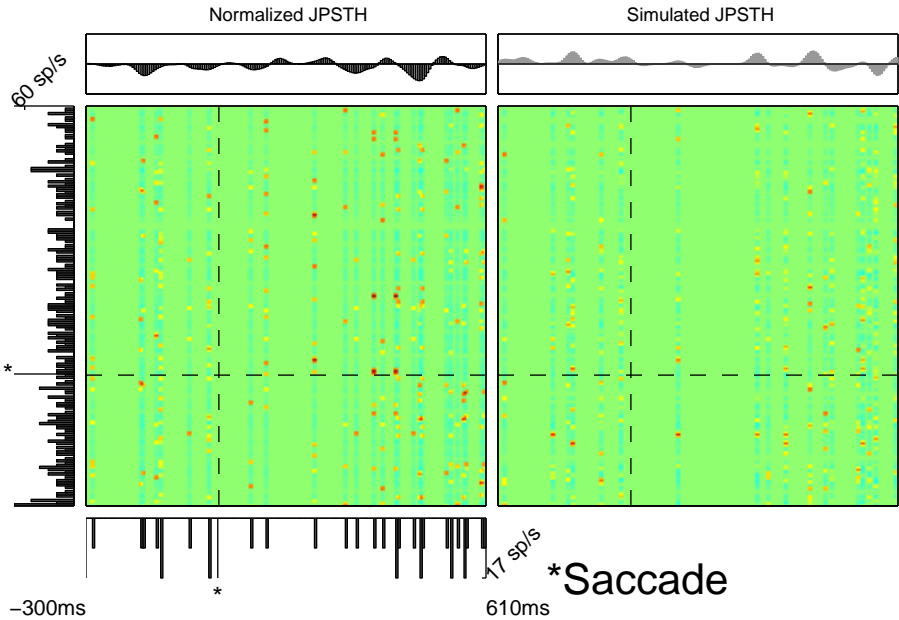 Normalized JPSTH
Simulated JPSTH
60 sp/s
*
*
17 sp/s
*Saccade
−300ms
610ms